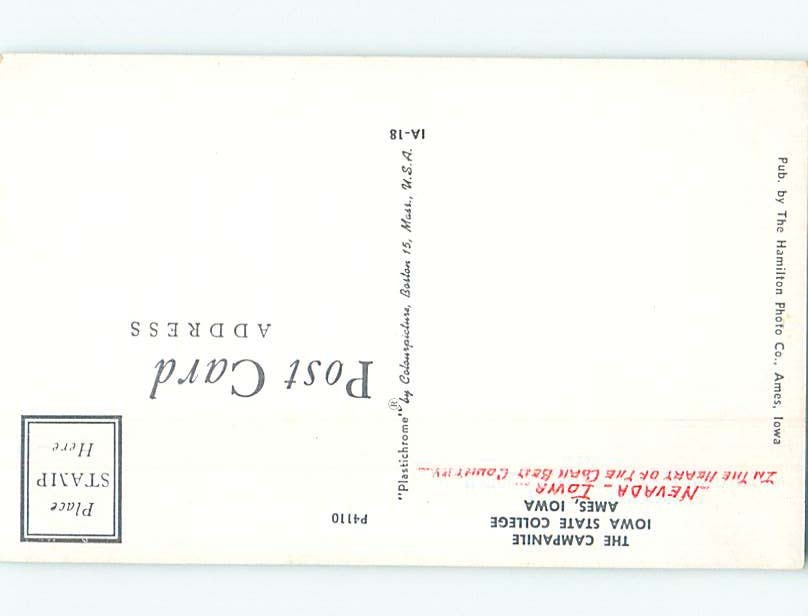 THE CAMPANILE
IOWA STATE COLLEGE
AMES, IOWA
...NEVADA - IOWA...
IN THE HEART OF THE CORN BELT COUNTRY...
P4110
Place
STAMP
Here
Post Card
ADDRESS
"Plastichrome"® by Colourpicture, Boston 15, Mass., U.S.A.
IA-18
Pub. by The Hamilton Photo Co., Ames, Iowa